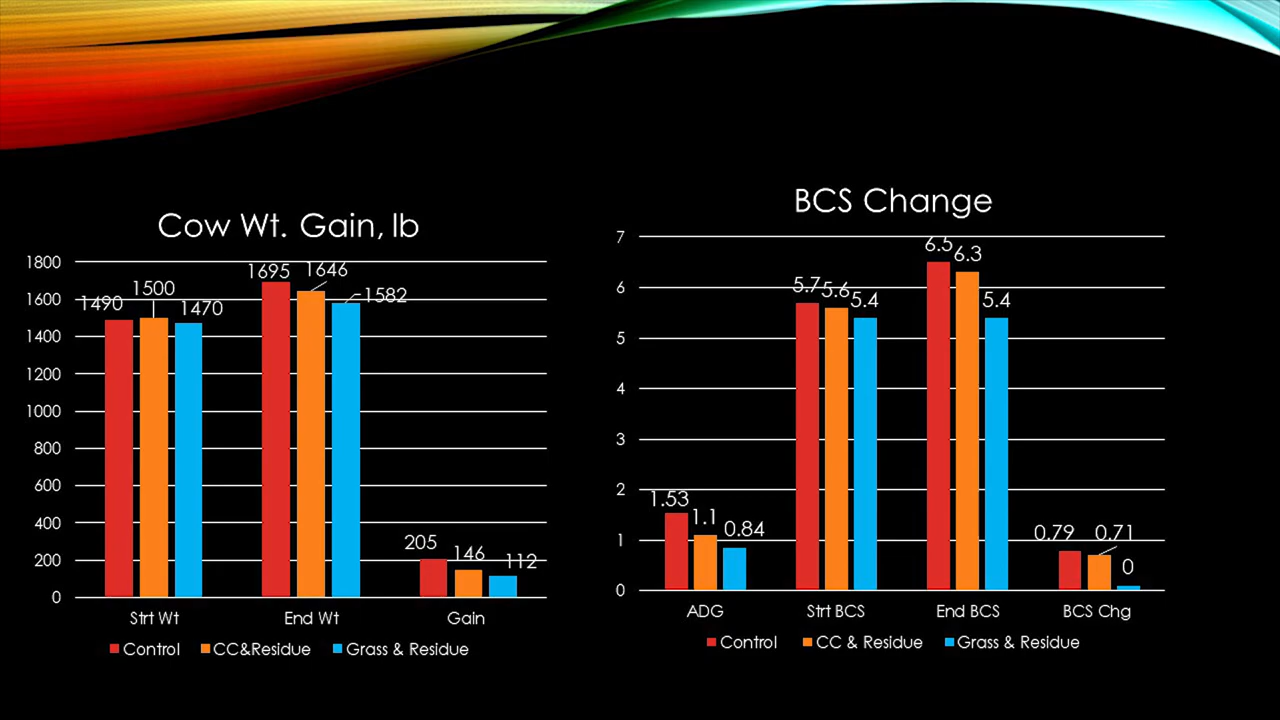 Cow Wt. Gain, lb
1800
1600
1400
1200
1000
800
600
400
200
0
1490
1500
1470
1695
1646
1582
205
146
112
Strt Wt
End Wt
Gain
Control
CC&Residue
Grass & Residue
BCS Change
7
6
5
4
3
2
1
0
1.53
1.1
0.84
5.7
5.6
5.4
6.5
6.3
5.4
0.79
0.71
0
ADG
Strt BCS
End BCS
BCS Chg
Control
CC & Residue
Grass & Residue